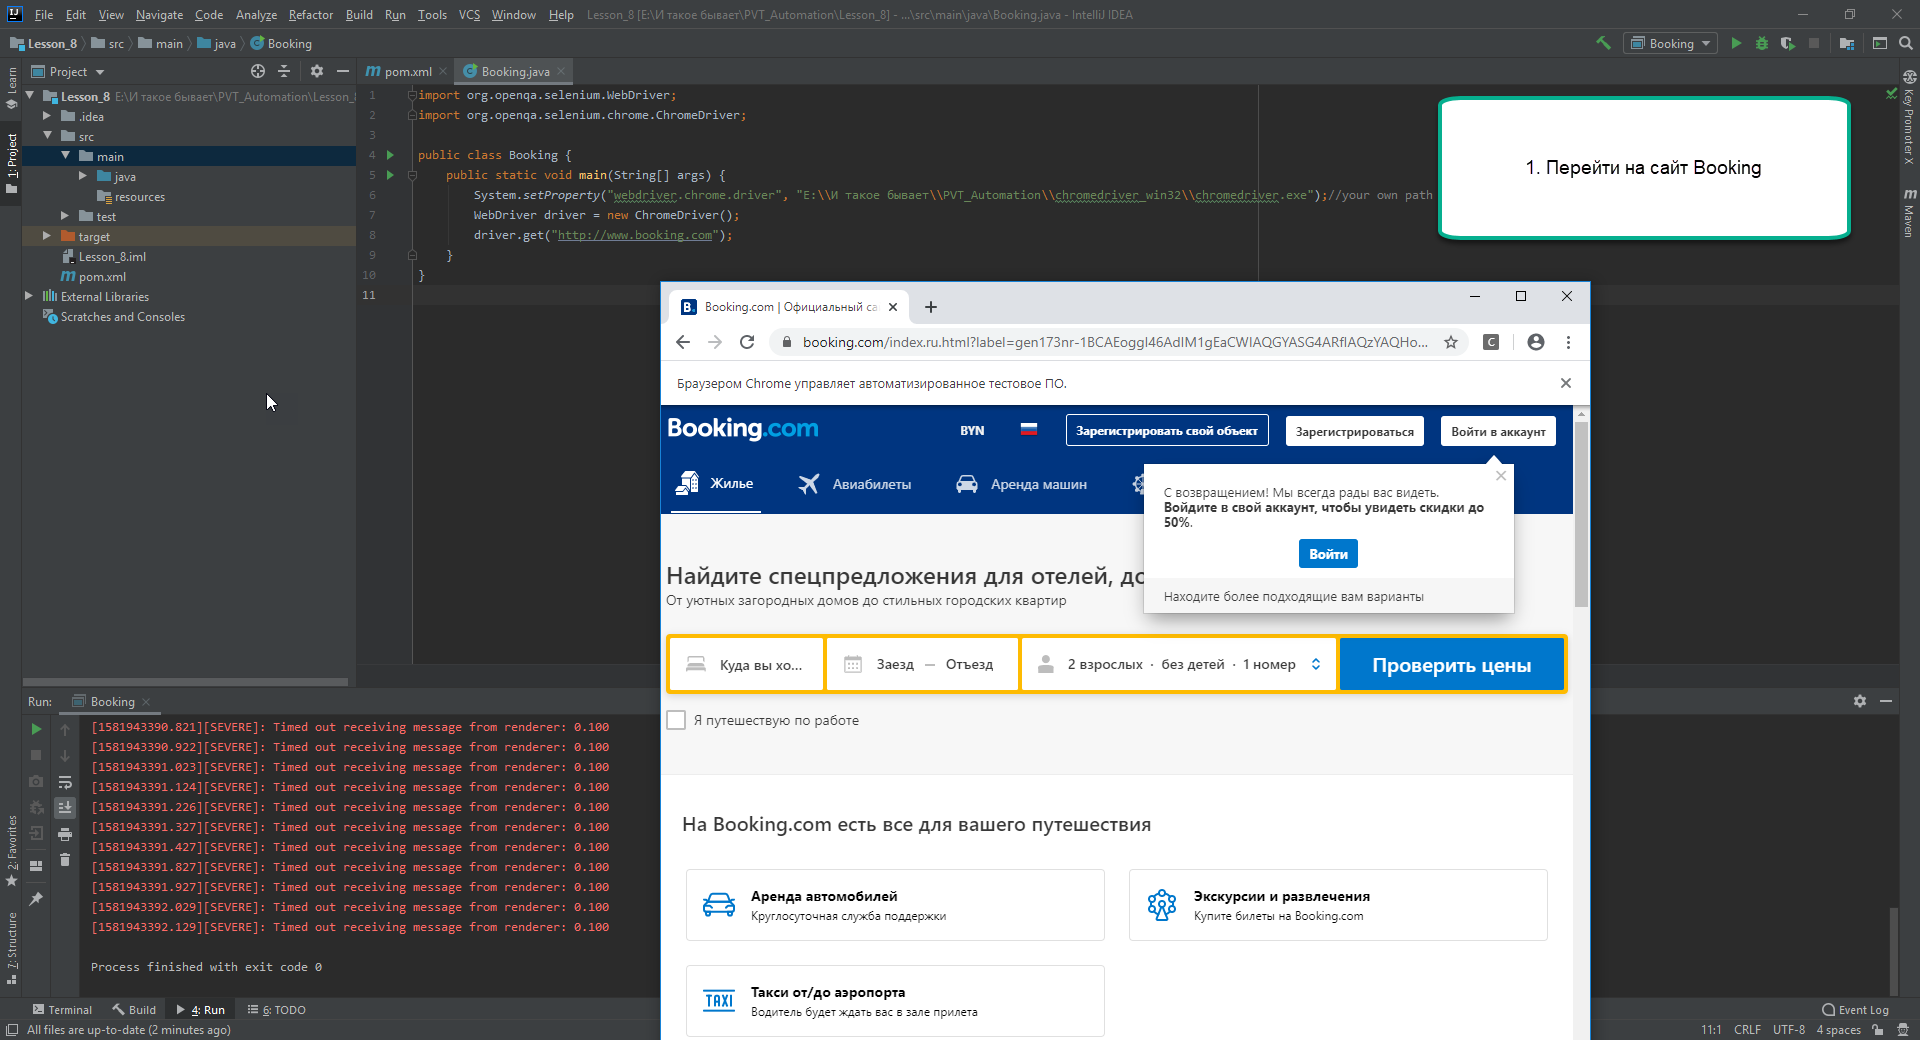 File Edit View Navigate Code Analyze Refactor Build Run Tools VCS Window Help Lesson_8 [E:\И такое бывает\PVT_Automation\Lesson_8] - ...\src\main\java\Booking.java - IntelliJ IDEA
Lesson_8 src main java Booking
Booking
Project
pom.xml
Booking.java
Learn
1: Project
2: Favorites
7: Structure
Key Promoter X
Maven
Lesson_8 E:\И такое бывает\PVT_Automation\Lesson_
.idea
src
main
java
resources
test
target
Lesson_8.iml
pom.xml
External Libraries
Scratches and Consoles
1 import org.openqa.selenium.WebDriver;
2 import org.openqa.selenium.chrome.ChromeDriver;
3
4 public class Booking {
5 public static void main(String[] args) {
6 System.setProperty("webdriver.chrome.driver", "E:\\И такое бывает\\PVT_Automation\\chromedriver_win32\\chromedriver.exe");//your own path
7 WebDriver driver = new ChromeDriver();
8 driver.get("http://www.booking.com");
9 }
10 }
11
1. Перейти на сайт Booking
Booking.com | Официальный са
booking.com/index.ru.html?label=gen173nr-1BCAEoggI46AdIM1gEaCWIAQGYASG4ARfIAQzYAQHo...
Браузером Chrome управляет автоматизированное тестовое ПО.
Booking.com
BYN
Зарегистрировать свой объект
Зарегистрироваться
Войти в аккаунт
Жилье
Авиабилеты
Аренда машин
С возвращением! Мы всегда рады вас видеть.
Войдите в свой аккаунт, чтобы увидеть скидки до
50%.
Войти
Находите более подходящие вам варианты
Найдите спецпредложения для отелей, до
От уютных загородных домов до стильных городских квартир
Куда вы хо...
Заезд — Отъезд
2 взрослых · без детей · 1 номер
Проверить цены
Я путешествую по работе
На Booking.com есть все для вашего путешествия
Аренда автомобилей
Круглосуточная служба поддержки
Экскурсии и развлечения
Купите билеты на Booking.com
TAXI
Такси от/до аэропорта
Водитель будет ждать вас в зале прилета
Run: Booking
[1581943390.821][SEVERE]: Timed out receiving message from renderer: 0.100
[1581943390.922][SEVERE]: Timed out receiving message from renderer: 0.100
[1581943391.023][SEVERE]: Timed out receiving message from renderer: 0.100
[1581943391.124][SEVERE]: Timed out receiving message from renderer: 0.100
[1581943391.226][SEVERE]: Timed out receiving message from renderer: 0.100
[1581943391.327][SEVERE]: Timed out receiving message from renderer: 0.100
[1581943391.427][SEVERE]: Timed out receiving message from renderer: 0.100
[1581943391.827][SEVERE]: Timed out receiving message from renderer: 0.100
[1581943391.927][SEVERE]: Timed out receiving message from renderer: 0.100
[1581943392.029][SEVERE]: Timed out receiving message from renderer: 0.100
[1581943392.129][SEVERE]: Timed out receiving message from renderer: 0.100
Process finished with exit code 0
Terminal Build 4: Run 6: TODO
Event Log
All files are up-to-date (2 minutes ago)
11:1 CRLF UTF-8 4 spaces